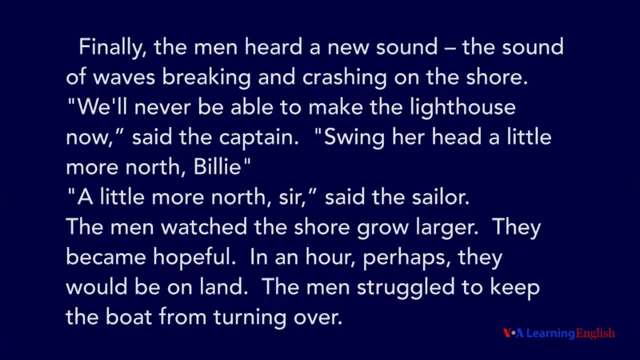 Finally, the men heard a new sound – the sound
of waves breaking and crashing on the shore.
"We'll never be able to make the lighthouse
now,” said the captain.  "Swing her head a little
more north, Billie"
"A little more north, sir,” said the sailor.
The men watched the shore grow larger.  They
became hopeful.  In an hour, perhaps, they
would be on land.  The men struggled to keep
the boat from turning over.
VOA Learning English